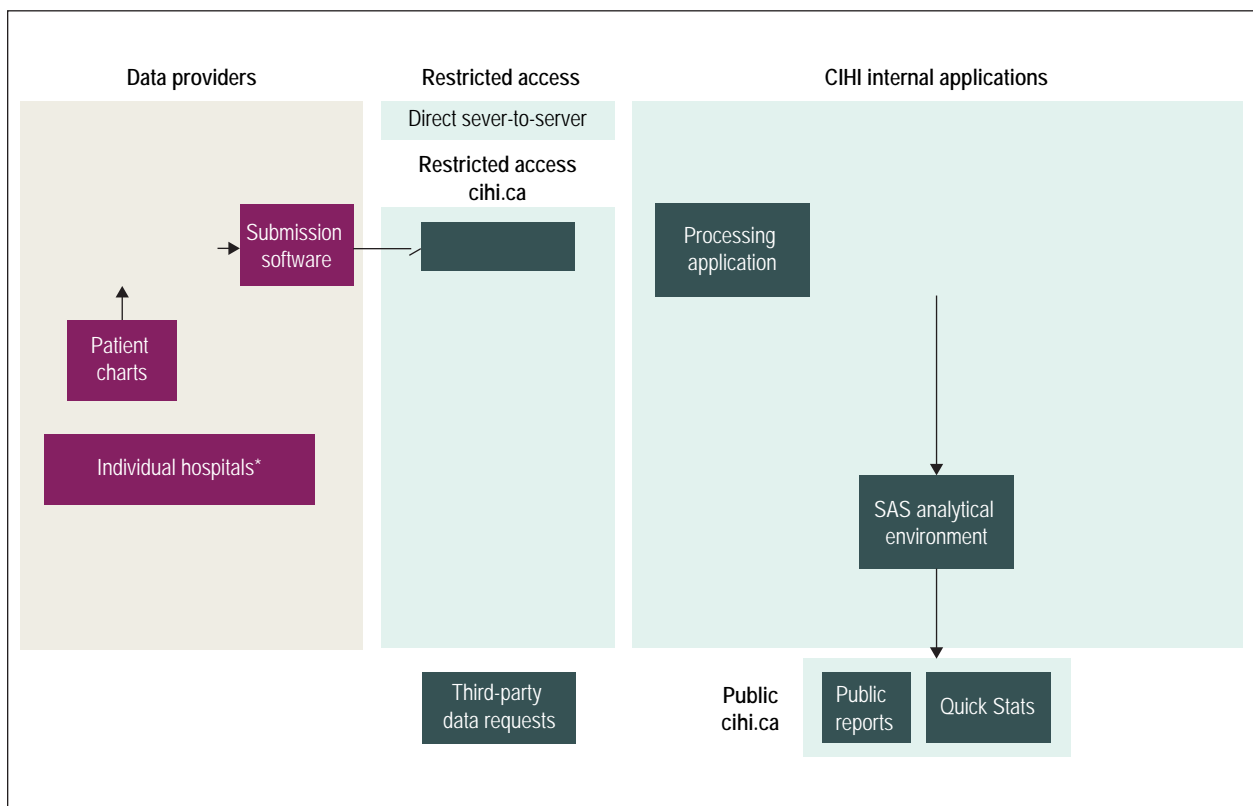 Data providers
Restricted access
CIHI internal applications
Direct sever-to-server
Restricted access
cihi.ca
Submission
software
Processing
application
Patient
charts
Individual hospitals*
SAS analytical
environment
Third-party
data requests
Public
cihi.ca
Public
reports
Quick Stats